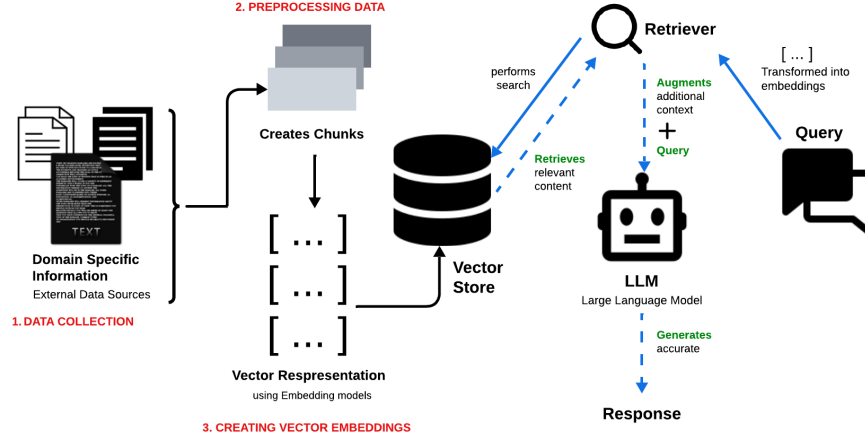 2. PREPROCESSING DATA
Creates Chunks
TEXT
Domain Specific
Information
External Data Sources
1. DATA COLLECTION
[ ... ]
[ ... ]
[ ... ]
Vector Respresentation
using Embedding models
3. CREATING VECTOR EMBEDDINGS
Vector
Store
performs
search
Retrieves
relevant
content
Retriever
Augments
additional
context
+
Query
[ ... ]
Transformed into
embeddings
Query
LLM
Large Language Model
Generates
accurate
Response